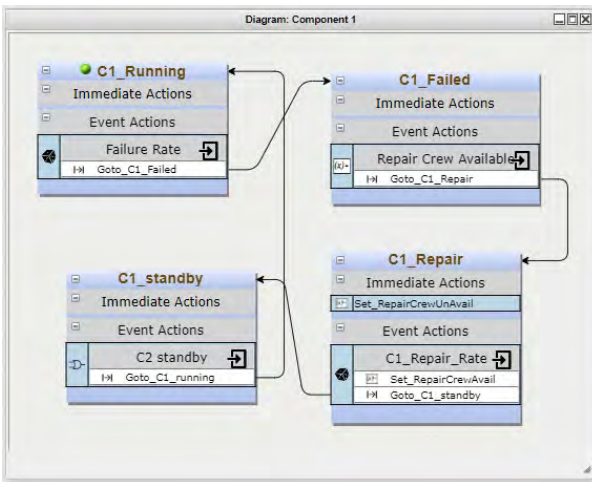 Diagram: Component 1
C1_Running
Immediate Actions
Event Actions
Failure Rate
Goto_C1_Failed
C1_Failed
Immediate Actions
Event Actions
Repair Crew Available
(x)=
Goto_C1_Repair
C1_standby
Immediate Actions
Event Actions
C2 standby
Goto_C1_running
C1_Repair
Immediate Actions
Set_RepairCrewUnAvail
Event Actions
C1_Repair_Rate
Set_RepairCrewAvail
Goto_C1_standby